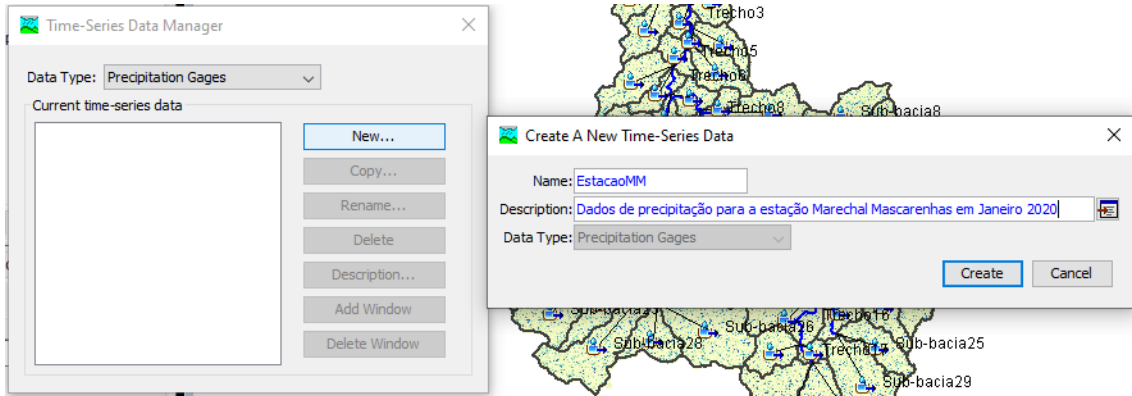 Time-Series Data Manager
Data Type: Precipitation Gages
Current time-series data
New...
Copy...
Rename...
Delete
Description...
Add Window
Delete Window
Trecho3
Trecho5
Trecho6
Trecho8
Sub-bacia8
Create A New Time-Series Data
Name: EstacaoMM
Description: Dados de precipitação para a estação Marechal Mascarenhas em Janeiro 2020
Data Type: Precipitation Gages
Create
Cancel
Trecho16
Sub-bacia26
Sub-bacia28
Trecho17
Sub-bacia25
Sub-bacia29